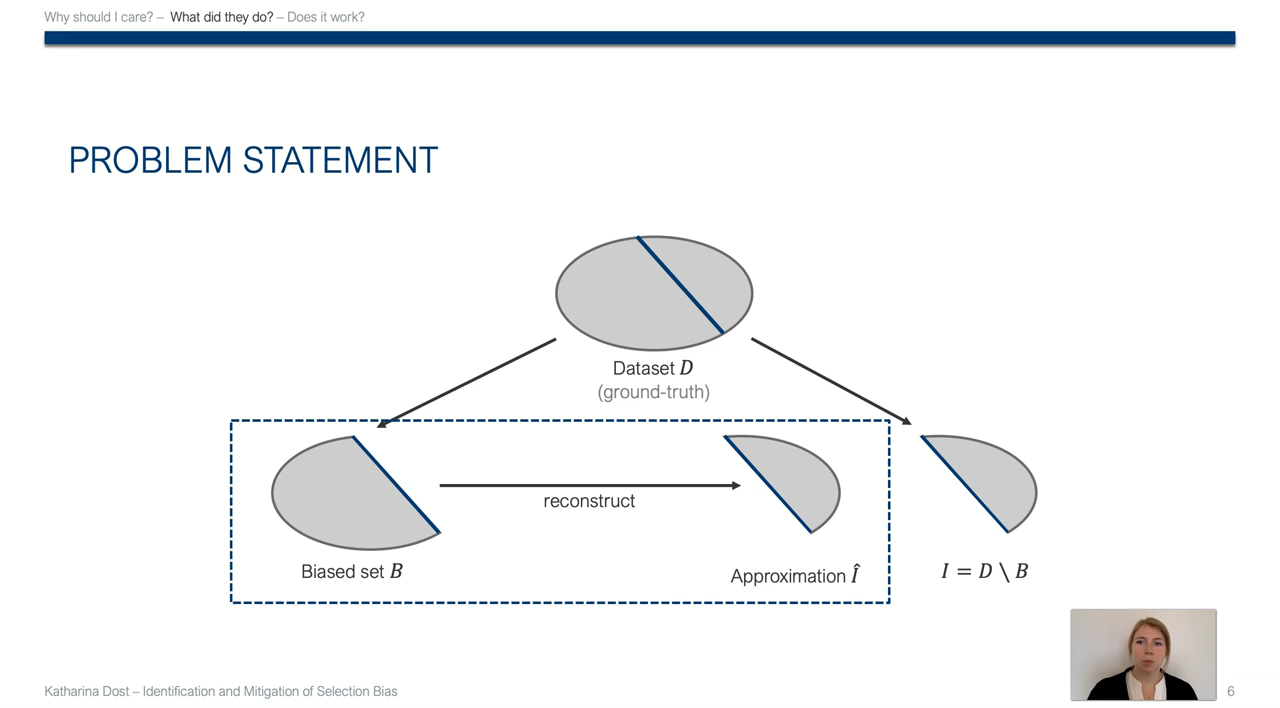 Why should I care? – What did they do? – Does it work?
PROBLEM STATEMENT
Dataset D
(ground-truth)
reconstruct
Biased set B
Approximation Î
I = D \ B
Katharina Dost – Identification and Mitigation of Selection Bias
6